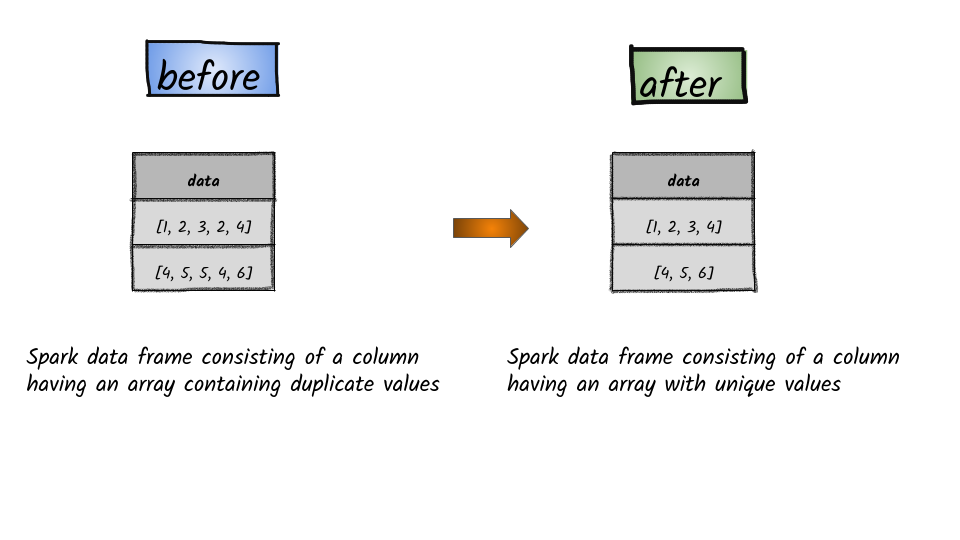 before
after
data
[1, 2, 3, 2, 4]
[4, 5, 5, 4, 6]
data
[1, 2, 3, 4]
[4, 5, 6]
Spark data frame consisting of a column
having an array containing duplicate values
Spark data frame consisting of a column
having an array with unique values